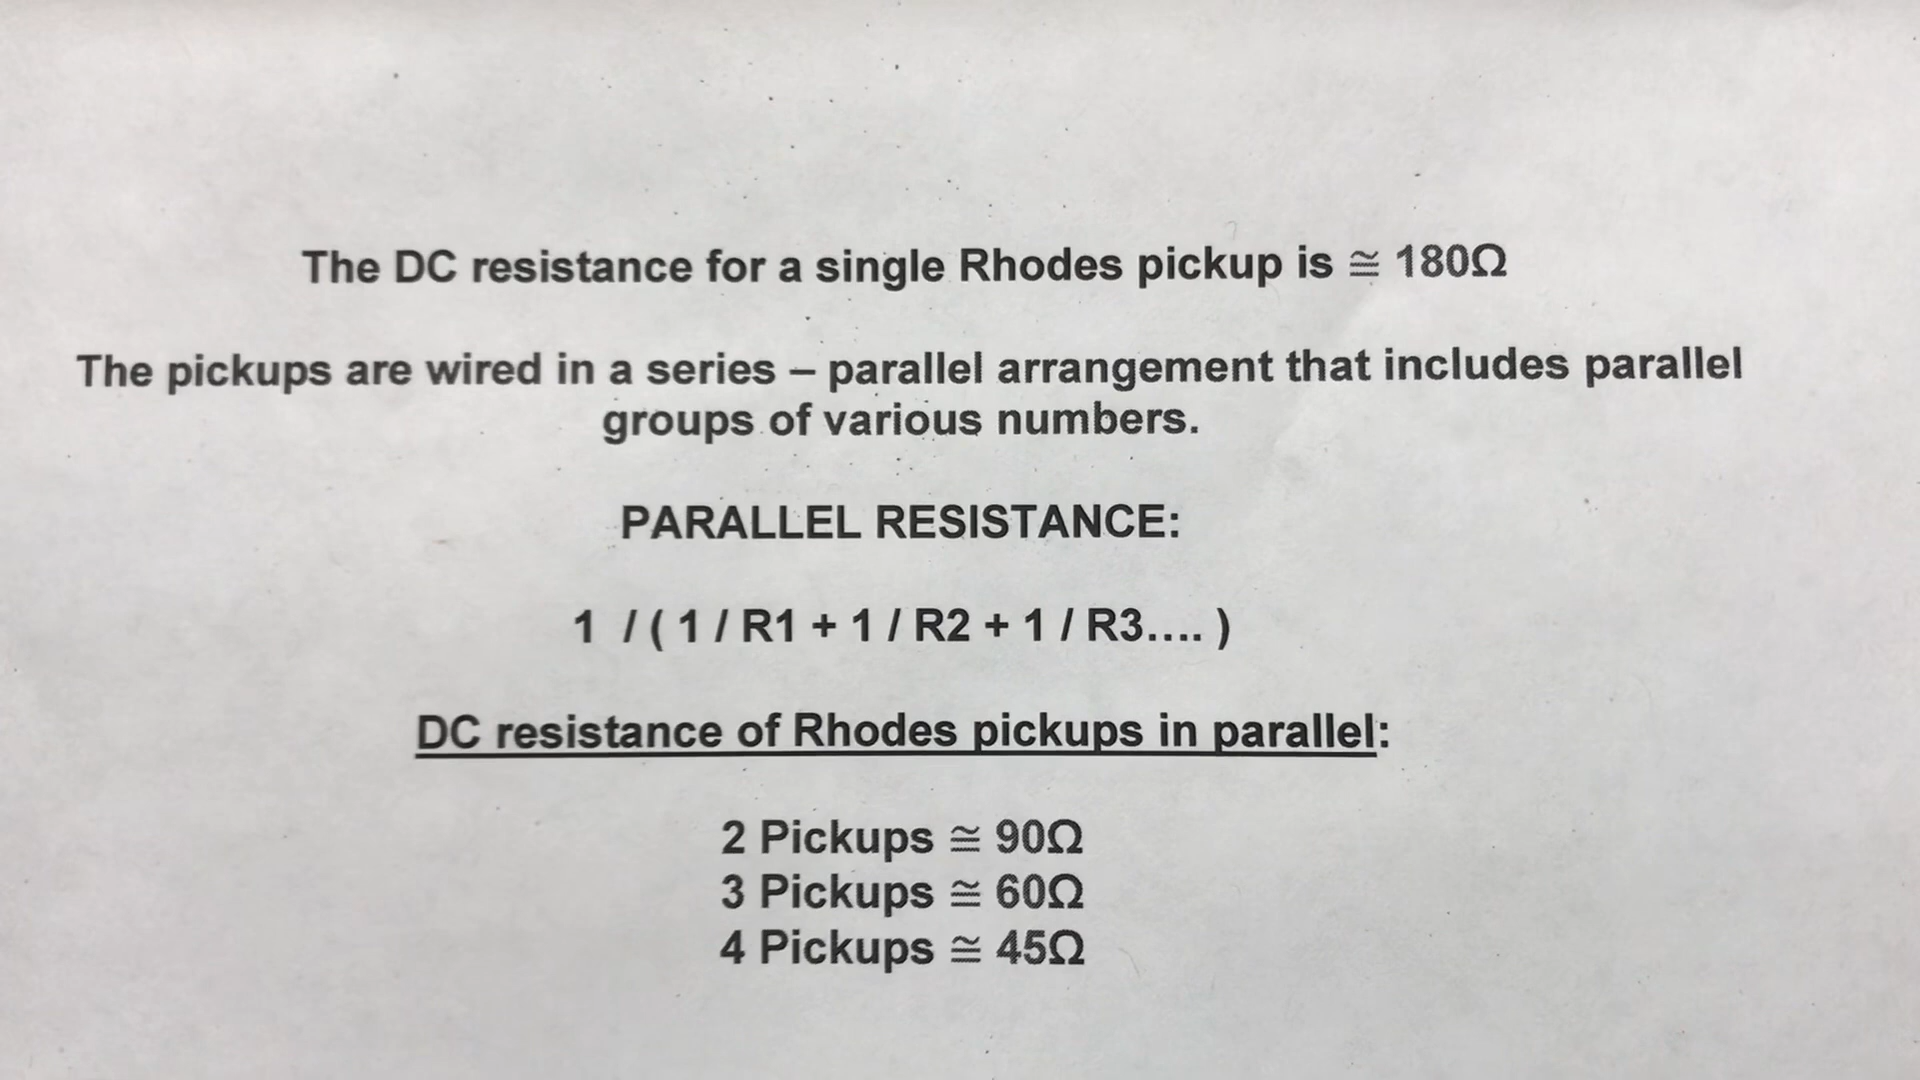 The DC resistance for a single Rhodes pickup is ≅ 180Ω
The pickups are wired in a series – parallel arrangement that includes parallel
groups of various numbers.
PARALLEL RESISTANCE:
1 / ( 1 / R1 + 1 / R2 + 1 / R3.... )
DC resistance of Rhodes pickups in parallel:
2 Pickups ≅ 90Ω
3 Pickups ≅ 60Ω
4 Pickups ≅ 45Ω